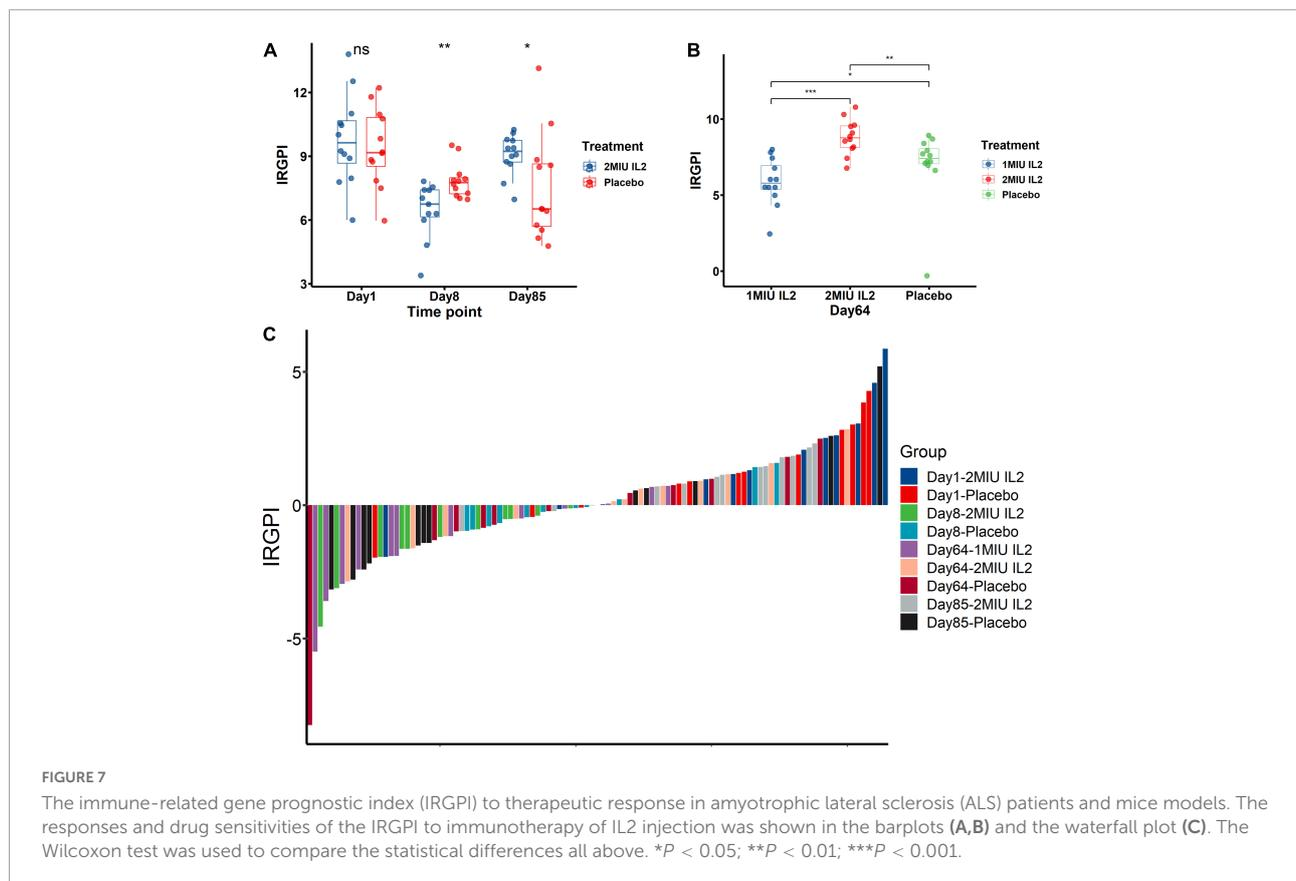 A
ns
**
*
12
9
6
3
IRGPI
Day1
Day8
Day85
Time point
Treatment
2MIU IL2
Placebo
B
**
*
***
10
5
0
IRGPI
1MIU IL2
2MIU IL2
Placebo
Day64
Treatment
1MIU IL2
2MIU IL2
Placebo
C
5
0
-5
IRGPI
Group
Day1-2MIU IL2
Day1-Placebo
Day8-2MIU IL2
Day8-Placebo
Day64-1MIU IL2
Day64-2MIU IL2
Day64-Placebo
Day85-2MIU IL2
Day85-Placebo
FIGURE 7
The immune-related gene prognostic index (IRGPI) to therapeutic response in amyotrophic lateral sclerosis (ALS) patients and mice models. The
responses and drug sensitivities of the IRGPI to immunotherapy of IL2 injection was shown in the barplots (A,B) and the waterfall plot (C). The
Wilcoxon test was used to compare the statistical differences all above. *P < 0.05; **P < 0.01; ***P < 0.001.